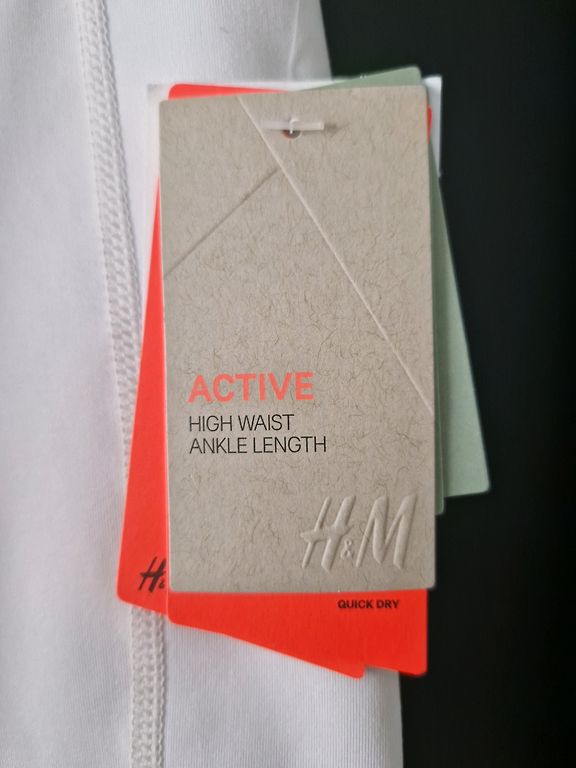 ACTIVE
HIGH WAIST
ANKLE LENGTH
H&M
H&
QUICK DRY